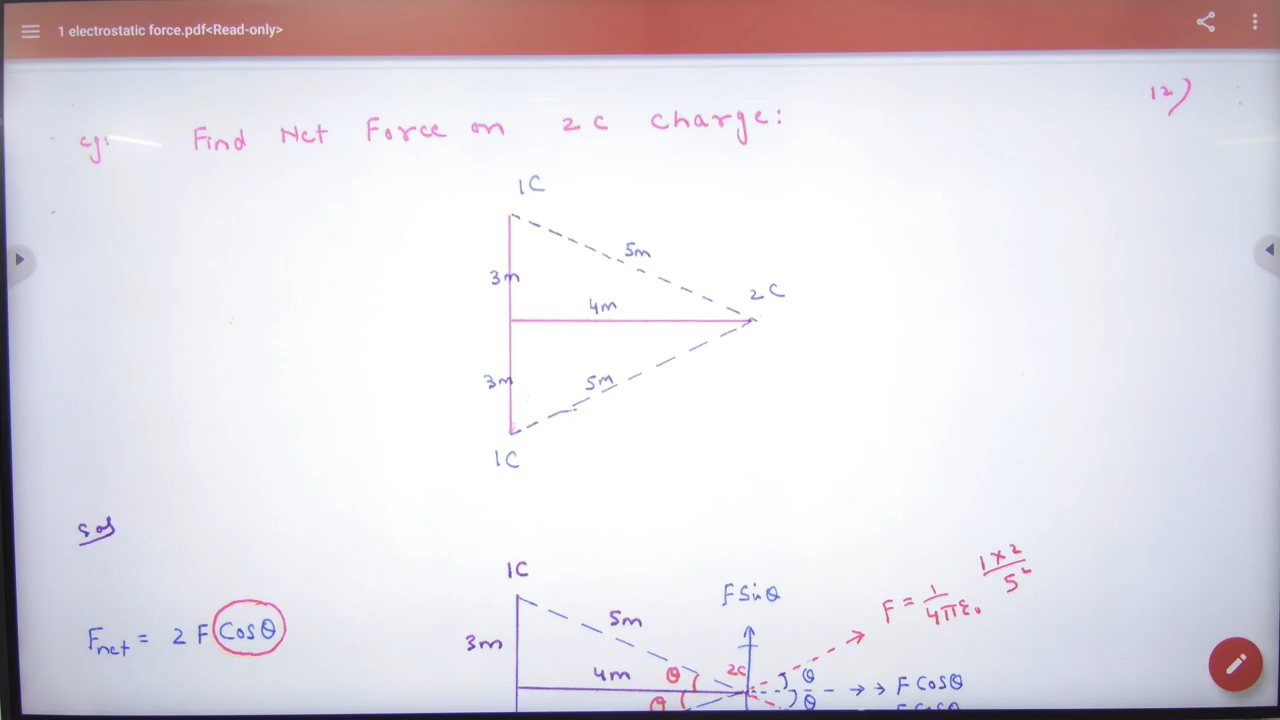 1 electrostatic force.pdf<Read-only>
12)
eg: Find Net Force on 2C charge:
1C
5m
3m
2C
4m
3m
5m
1C
Sol
1C
FSinθ
F = 1/4πε₀ 1×2/5²
5m
Fnet = 2F Cosθ
3m
4m
θ
2C
θ
F Cosθ
θ
θ